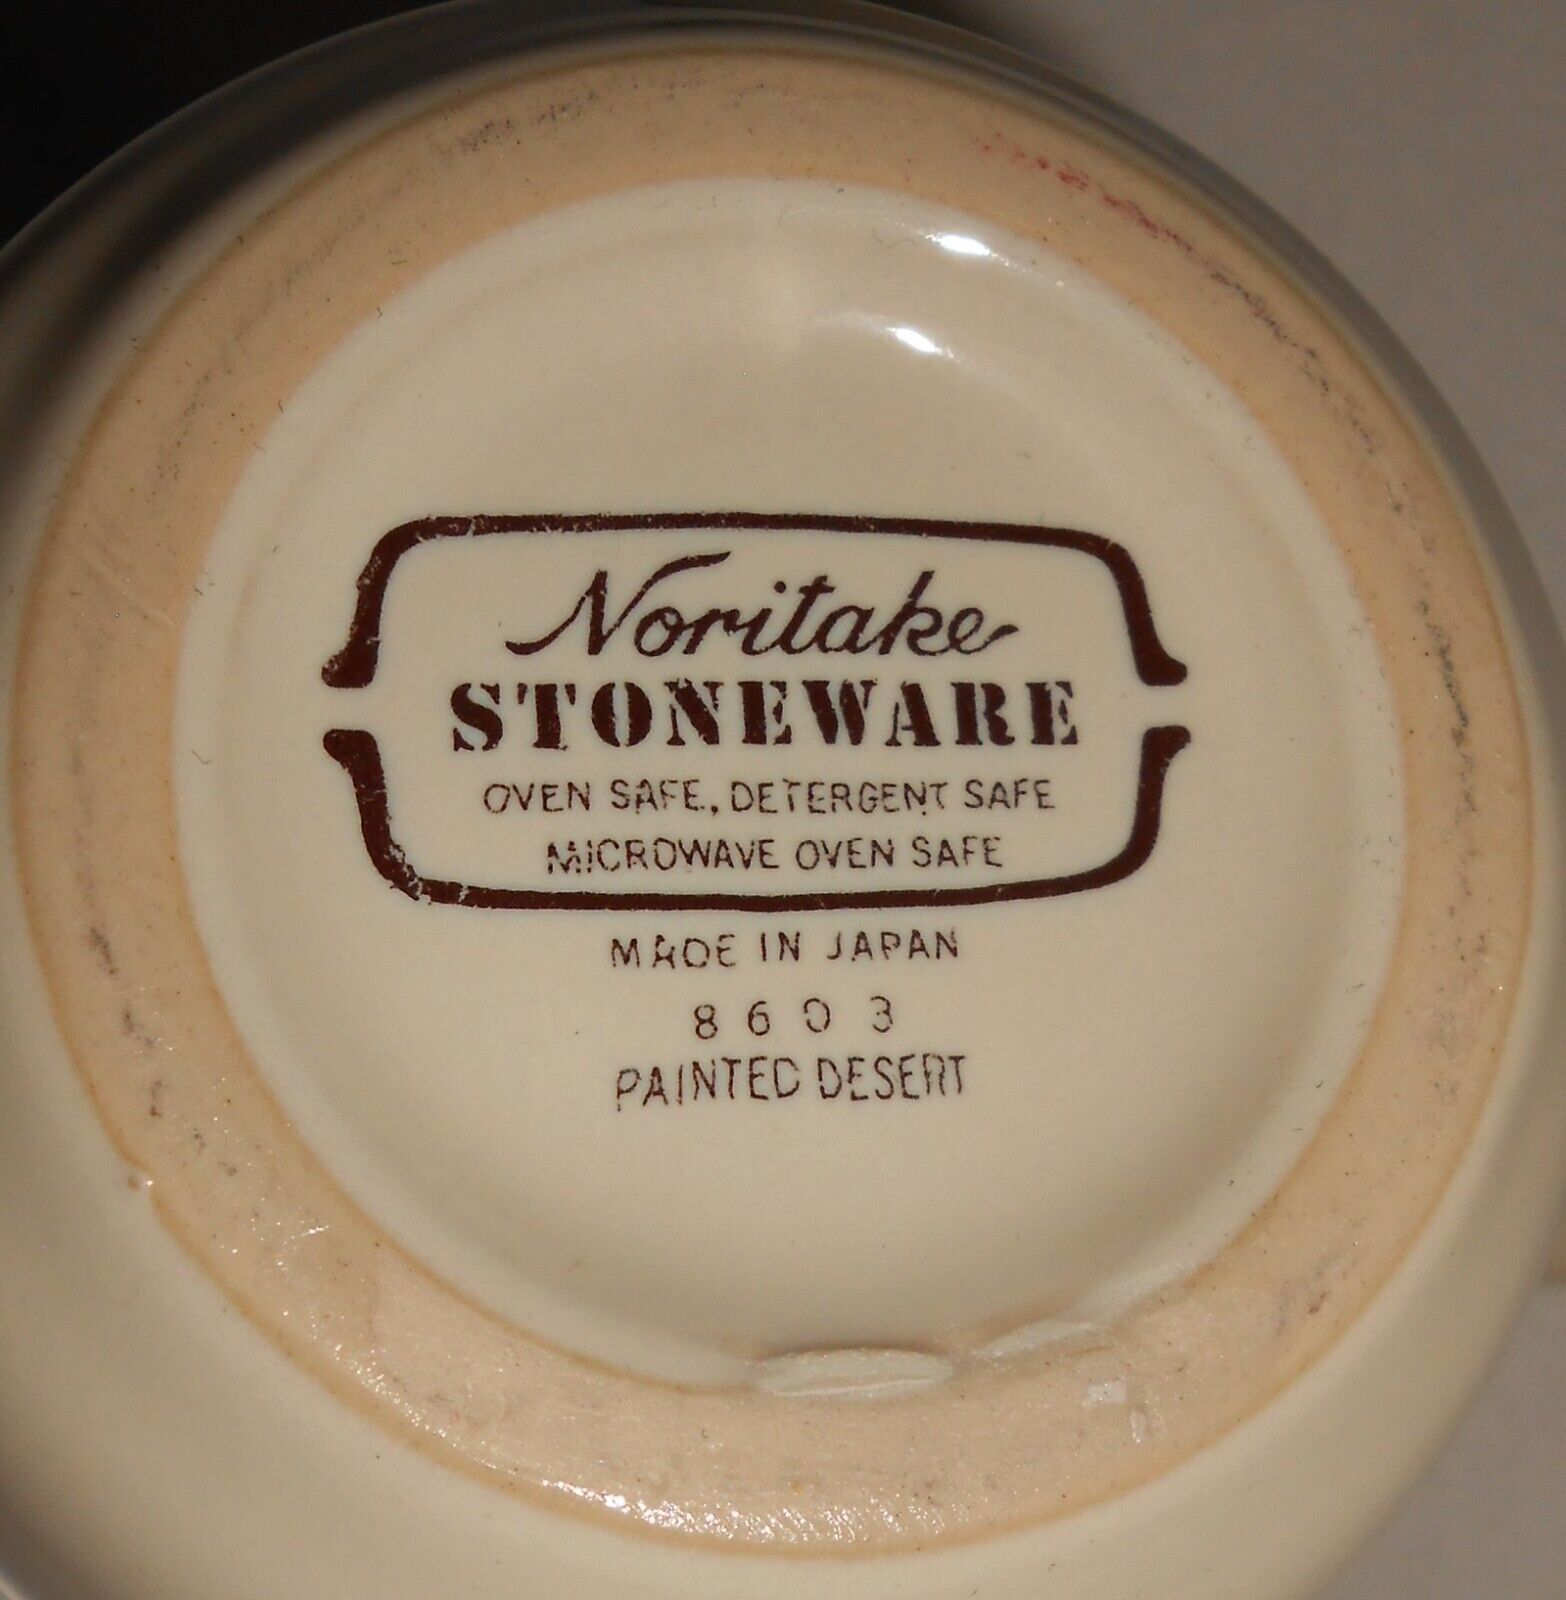 Noritake
STONEWARE
OVEN SAFE, DETERGENT SAFE
MICROWAVE OVEN SAFE
MADE IN JAPAN
8603
PAINTED DESERT